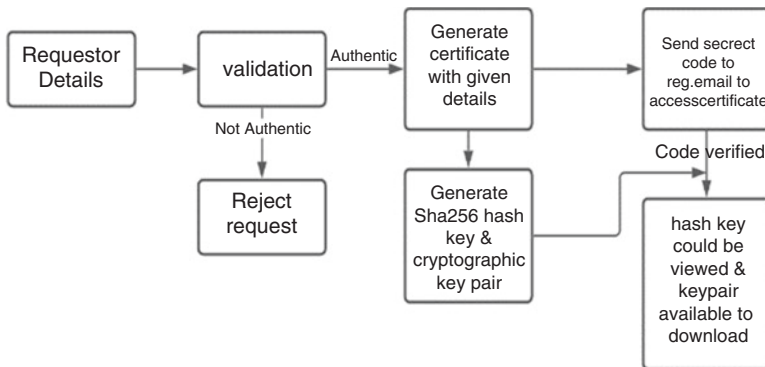 Requestor
Details
validation
Authentic
Not Authentic
Reject
request
Generate
certificate
with given
details
Generate
Sha256 hash
key &
cryptographic
key pair
Send secrect
code to
reg.email to
accesscertificate
Code verified
hash key
could be
viewed &
keypair
available to
download